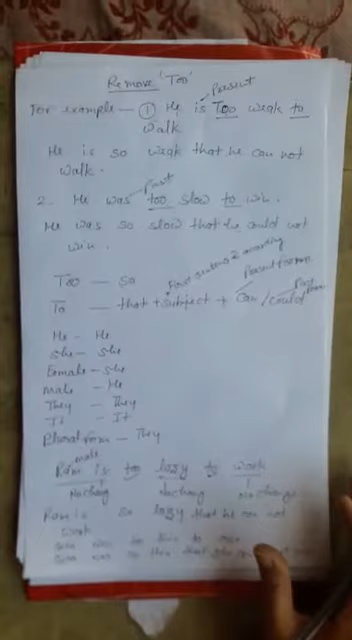 Remove 'Too'
Present
For example — ① He is Too weak to
walk
He is so weak that he can not
walk.
Past
2. He was too slow to win.
He was so slow that he could not
win.
Too — so
according
Present form
Past form
To — that + subject + can / could
He - He
She - She
Female - She
male - He
They - They
It - It
Plural form - They
male
Ram is too lazy to work
No chang No chang No change
Ram is so lazy that he can not
work